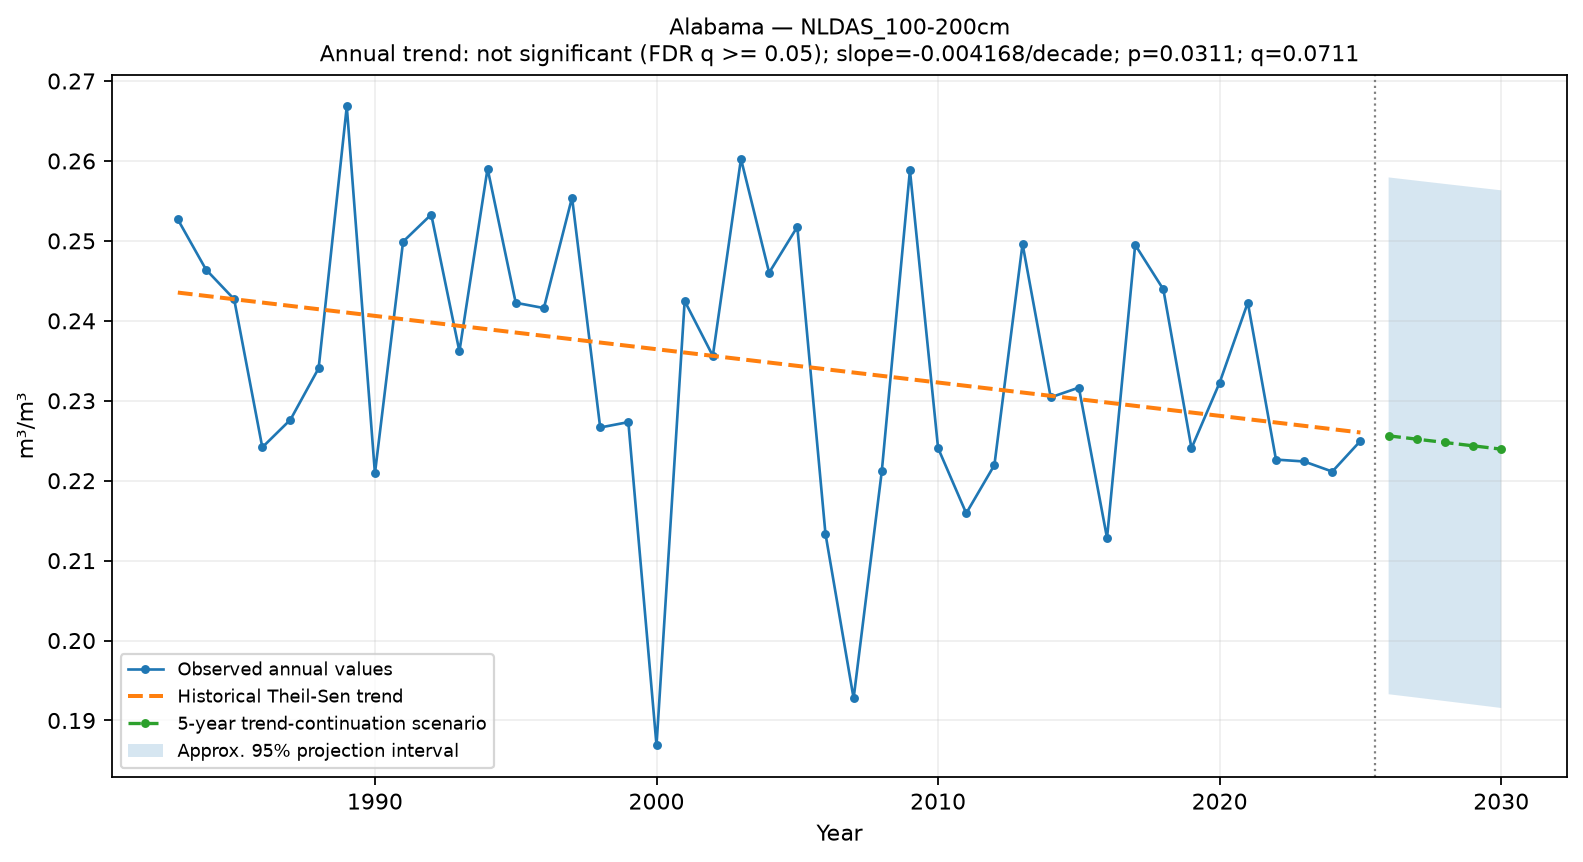 Alabama — NLDAS_100-200cm
Annual trend: not significant (FDR q >= 0.05); slope=-0.004168/decade; p=0.0311; q=0.0711
0.27
0.26
0.25
0.24
0.23
0.22
0.21
0.20
0.19
m³/m³
Observed annual values
Historical Theil-Sen trend
5-year trend-continuation scenario
Approx. 95% projection interval
1990
2000
2010
2020
2030
Year